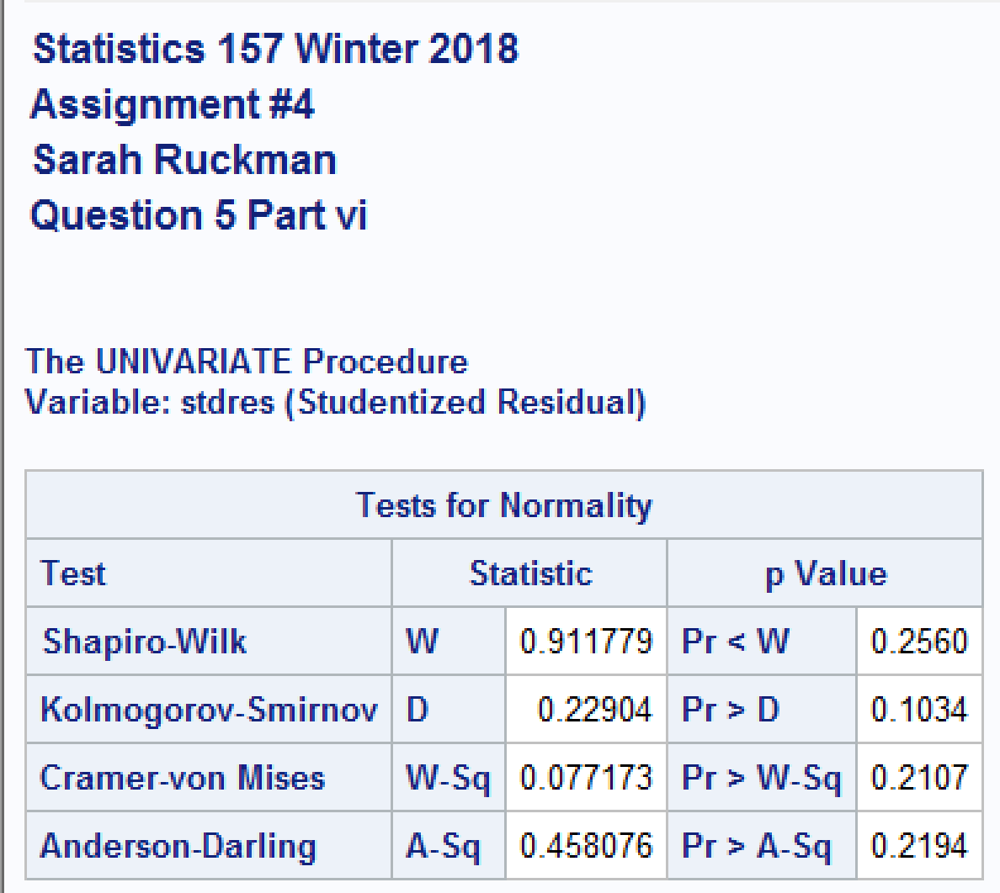 Statistics 157 Winter 2018
Assignment #4
Sarah Ruckman
Question 5 Part vi
The UNIVARIATE Procedure
Variable: stdres (Studentized Residual)
Tests for Normality
Test Statistic p Value
Shapiro-Wilk W 0.911779 Pr < W 0.2560
Kolmogorov-Smirnov D 0.22904 Pr > D 0.1034
Cramer-von Mises W-Sq 0.077173 Pr > W-Sq 0.2107
Anderson-Darling A-Sq 0.458076 Pr > A-Sq 0.2194